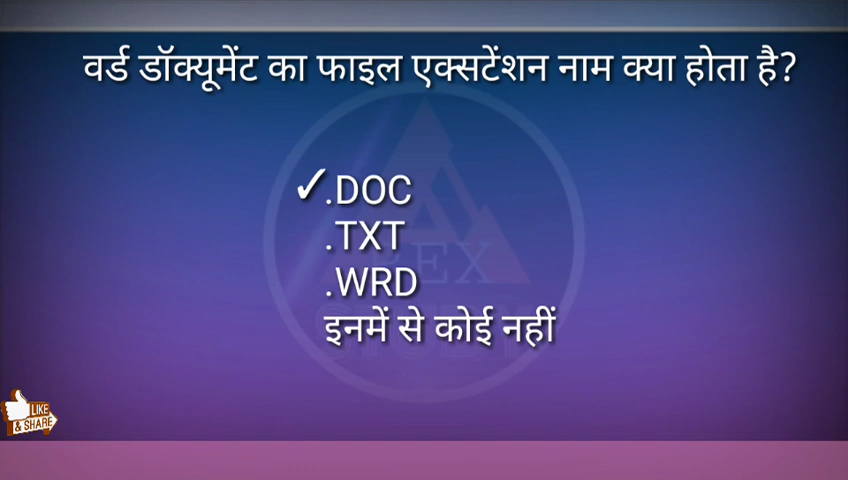 वर्ड डॉक्यूमेंट का फाइल एक्सटेंशन नाम क्या होता है?
✓.DOC
.TXT
.WRD
इनमें से कोई नहीं
LIKE
& SHARE